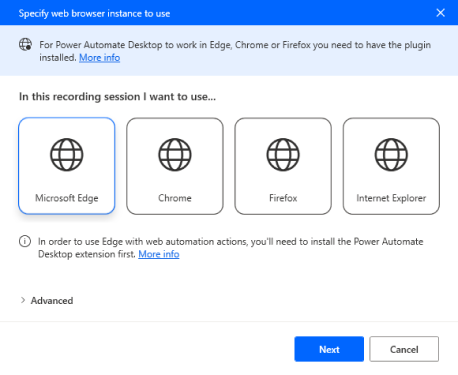 Specify web browser instance to use
For Power Automate Desktop to work in Edge, Chrome or Firefox you need to have the plugin
installed. More info
In this recording session I want to use...
Microsoft Edge
Chrome
Firefox
Internet Explorer
In order to use Edge with web automation actions, you'll need to install the Power Automate
Desktop extension first. More info
Advanced
Next
Cancel